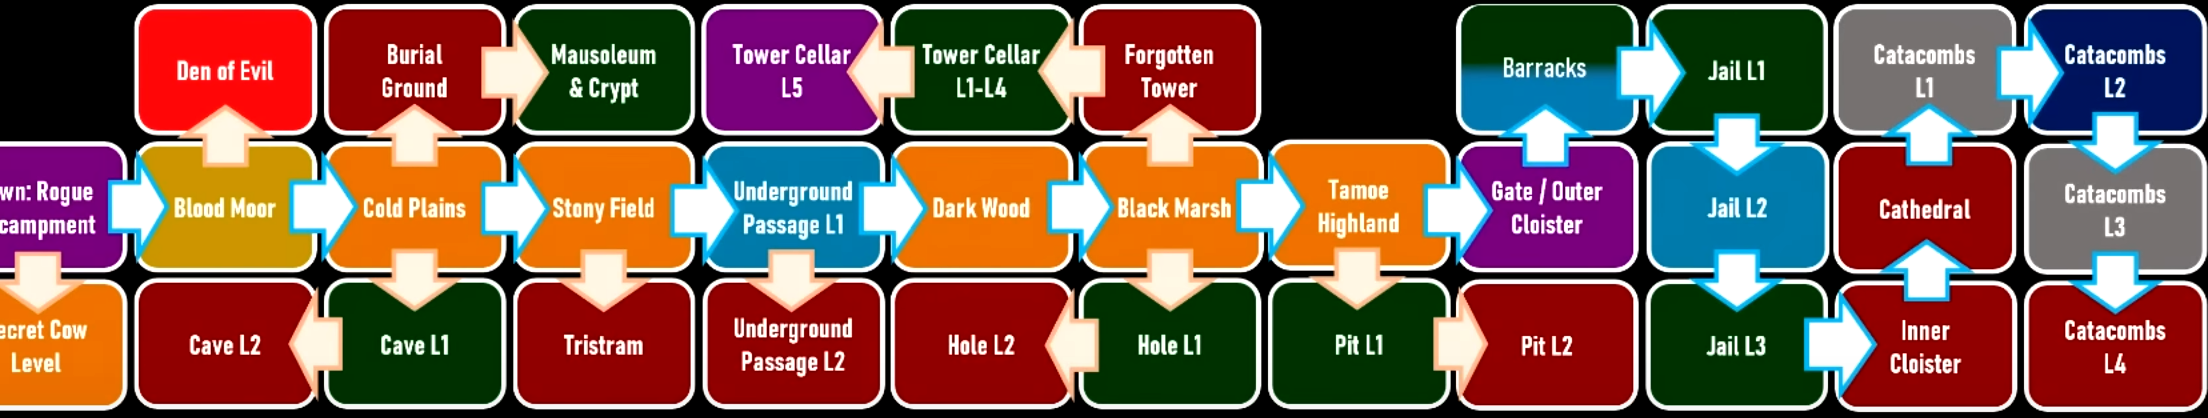 Den of Evil
Burial
Ground
Mausoleum
& Crypt
Tower Cellar
L5
Tower Cellar
L1-L4
Forgotten
Tower
Barracks
Jail L1
Catacombs
L1
Catacombs
L2
wn: Rogue
campment
Blood Moor
Cold Plains
Stony Field
Underground
Passage L1
Dark Wood
Black Marsh
Tamoe
Highland
Gate / Outer
Cloister
Jail L2
Cathedral
Catacombs
L3
ecret Cow
Level
Cave L2
Cave L1
Tristram
Underground
Passage L2
Hole L2
Hole L1
Pit L1
Pit L2
Jail L3
Inner
Cloister
Catacombs
L4